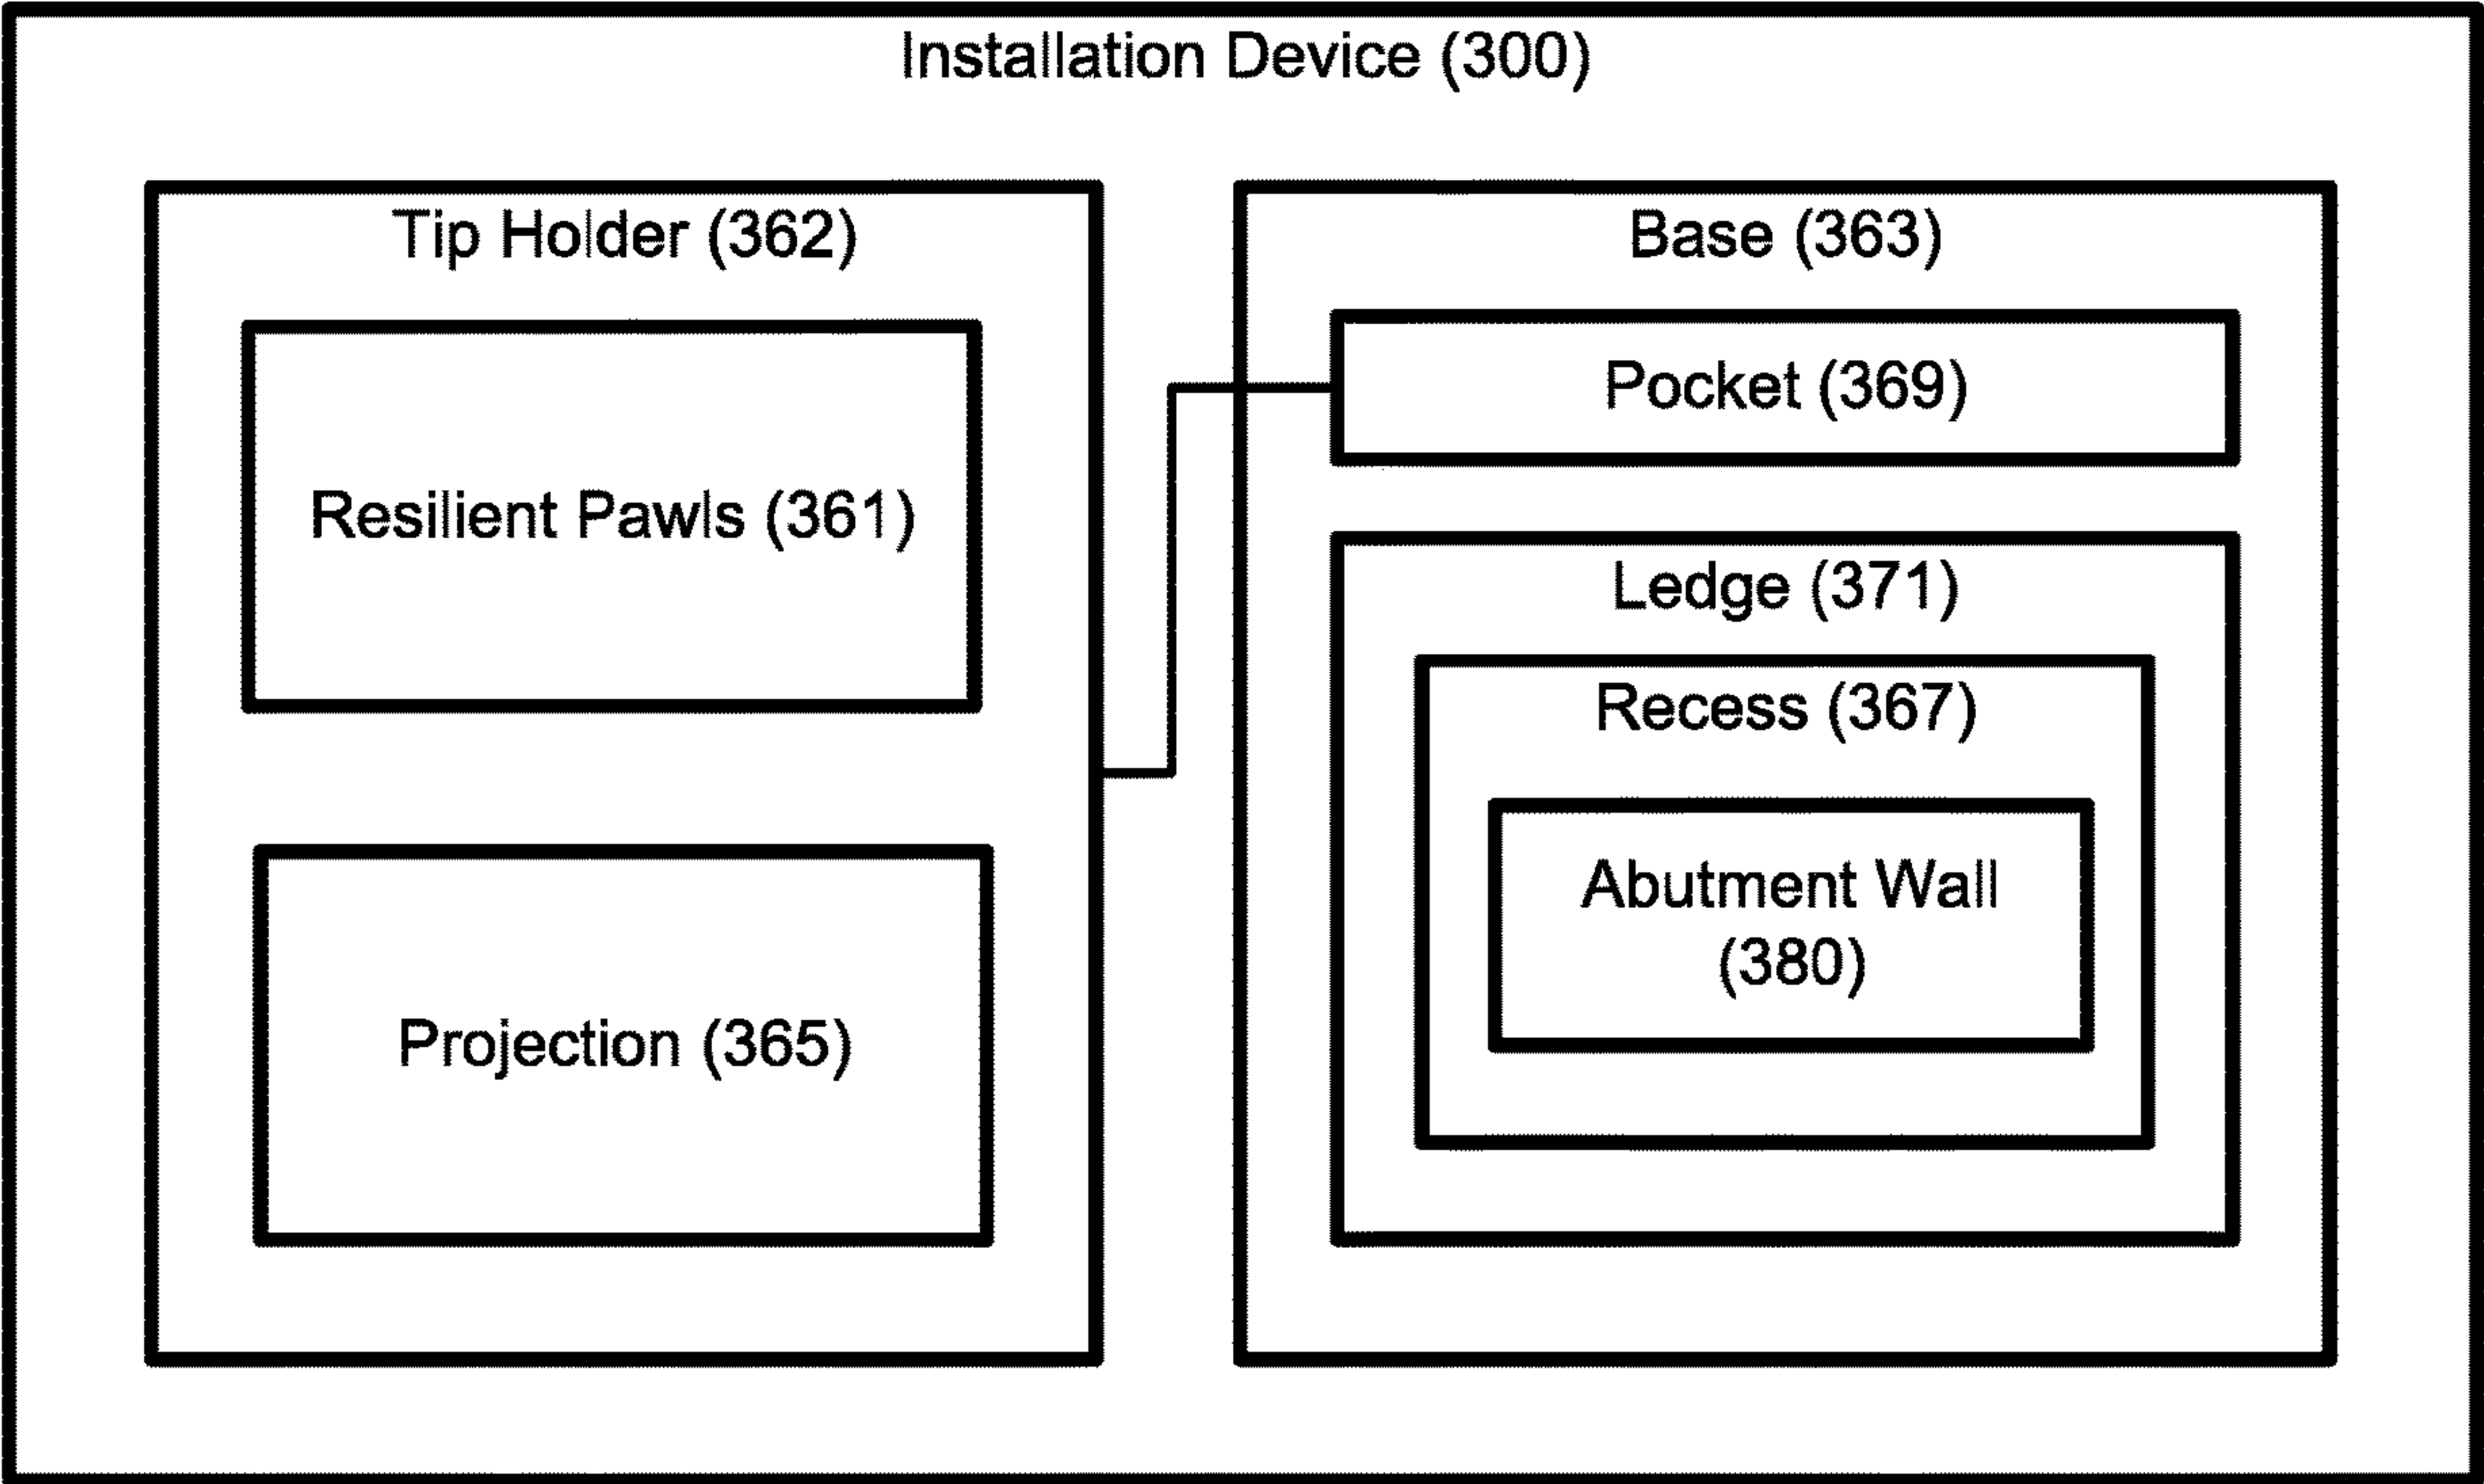 Installation Device (300)
Tip Holder (362)
Resilient Pawls (361)
Projection (365)
Base (363)
Pocket (369)
Ledge (371)
Recess (367)
Abutment Wall
(380)